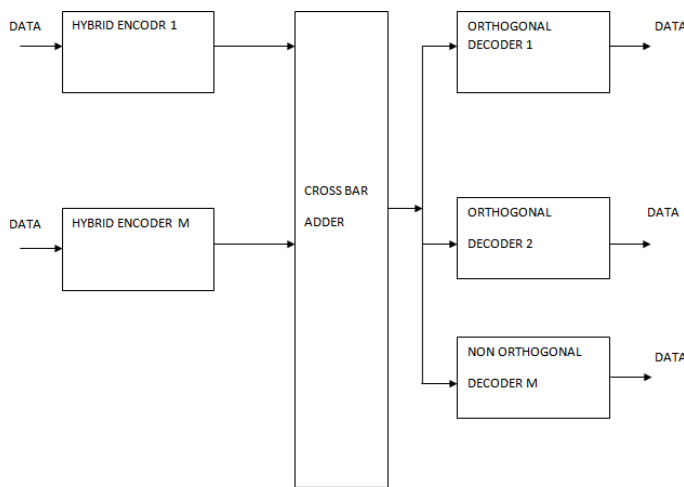 DATA
HYBRID ENCODR 1
DATA
HYBRID ENCODER M
CROSS BAR
ADDER
ORTHOGONAL
DECODER 1
DATA
ORTHOGONAL
DECODER 2
DATA
NON ORTHOGONAL
DECODER M
DATA